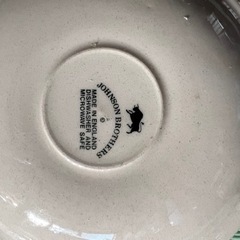 JOHNSON BROTHERS
©
MADE IN ENGLAND
DISHWASHER AND
MICROWAVE SAFE